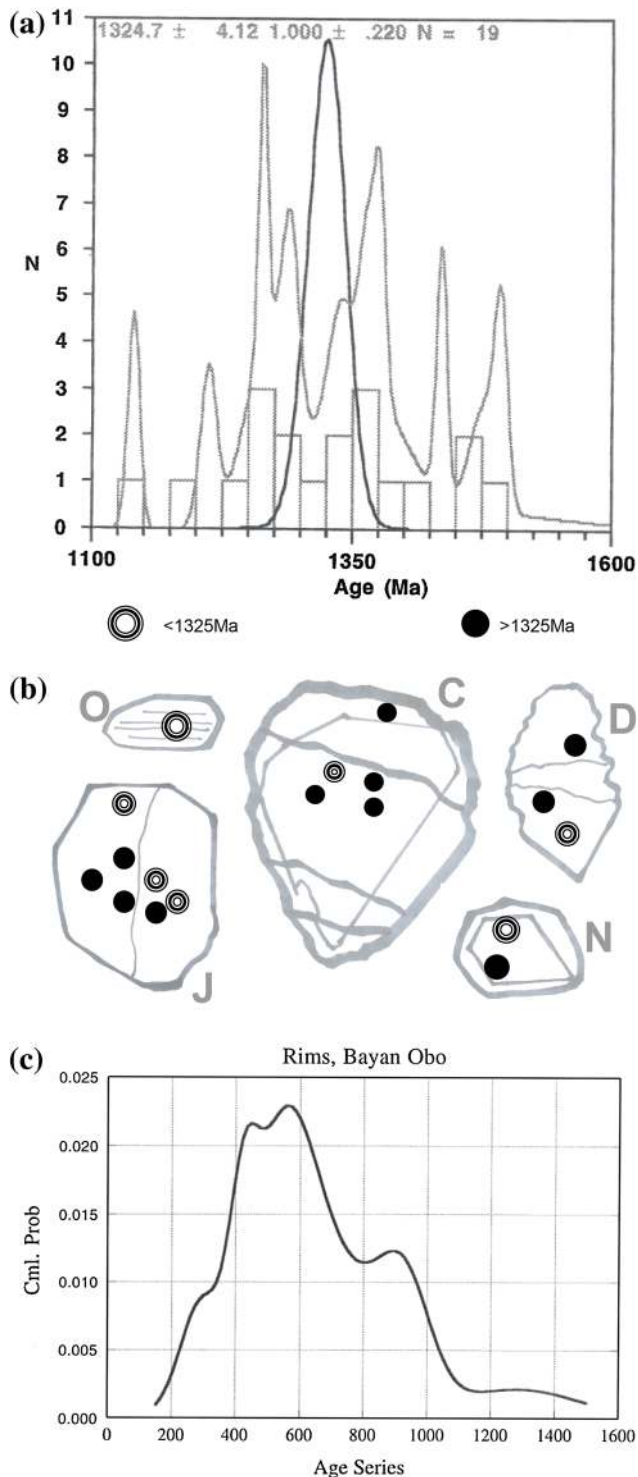 (a)
1324.7 ± 4.12 1.000 ± .220 N = 19
11
10
9
8
7
6
5
4
3
2
1
0
N
1100 1350 1600
Age (Ma)
<1325Ma >1325Ma
(b)
O C D
J N
(c)
Rims, Bayan Obo
0.025
0.020
0.015
0.010
0.005
0.000
Cml. Prob
0 200 400 600 800 1000 1200 1400 1600
Age Series